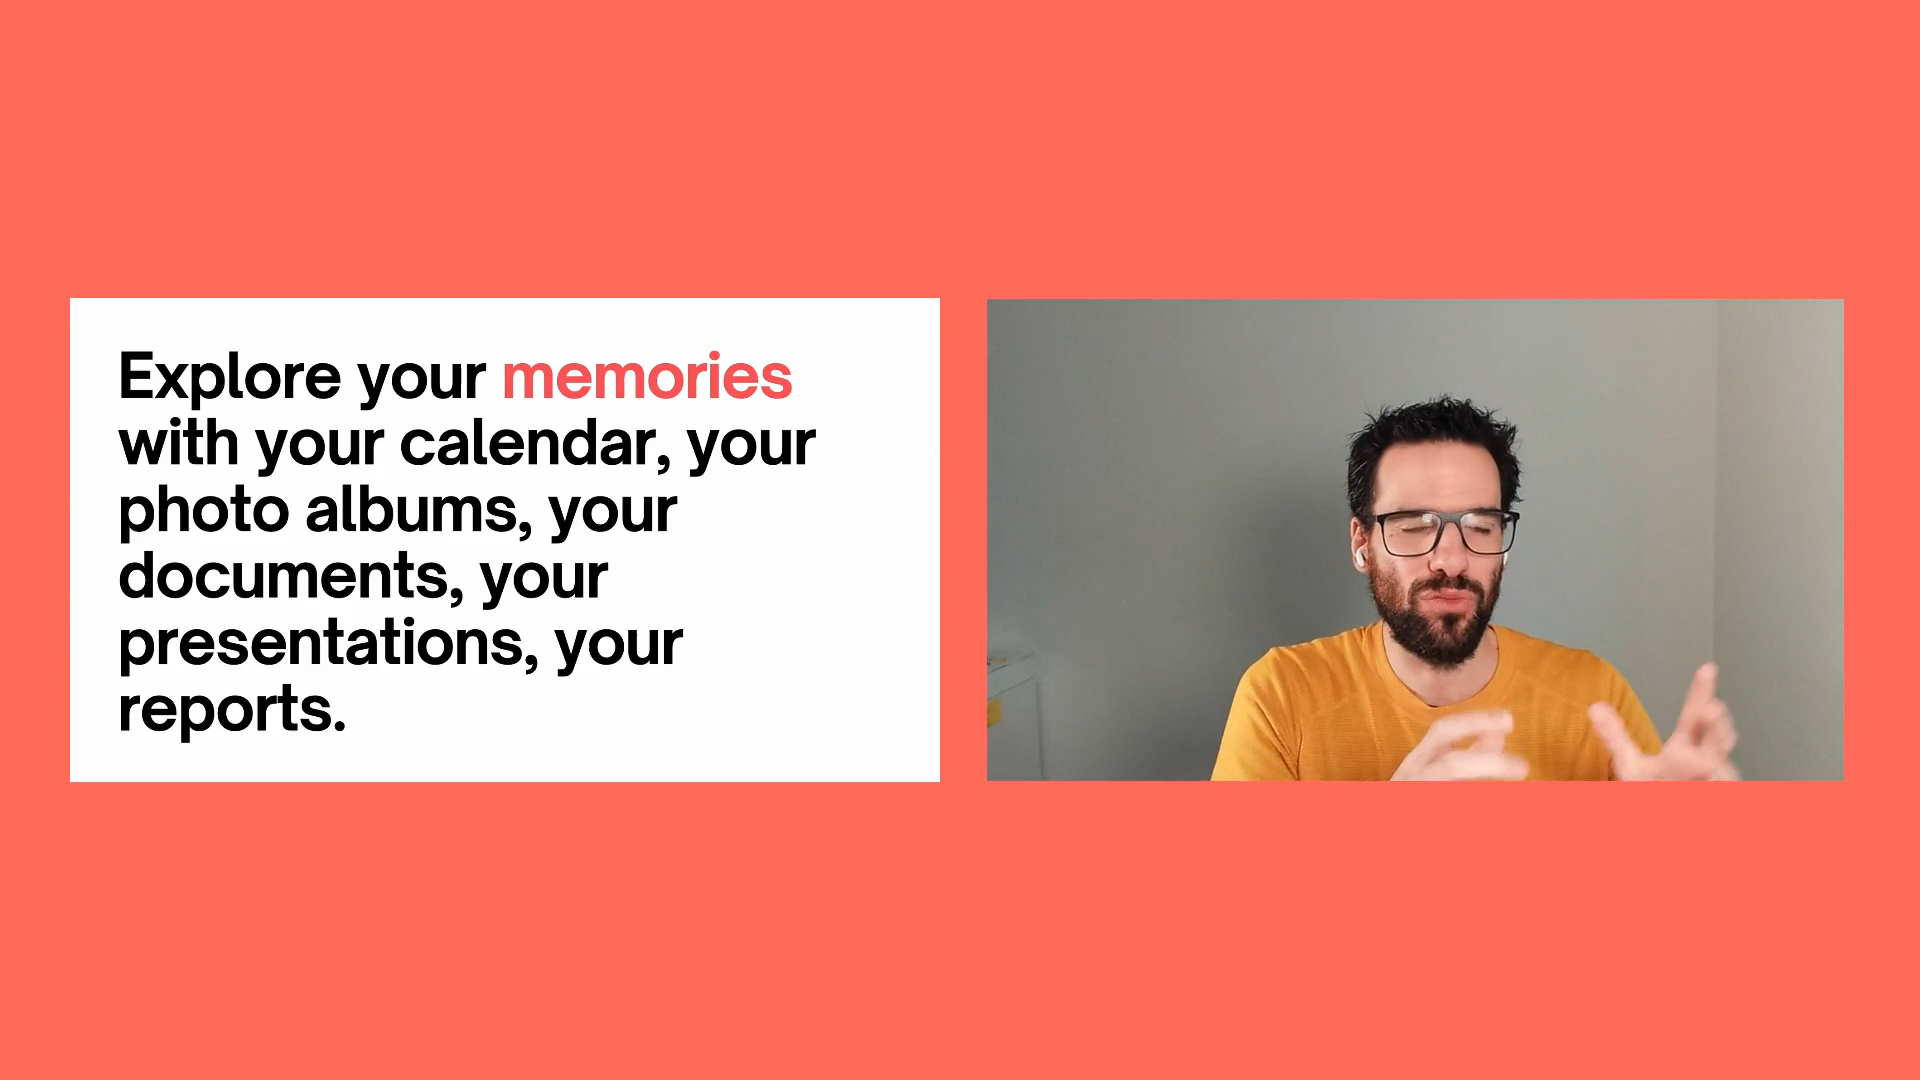 Explore your memories
with your calendar, your
photo albums, your
documents, your
presentations, your
reports.